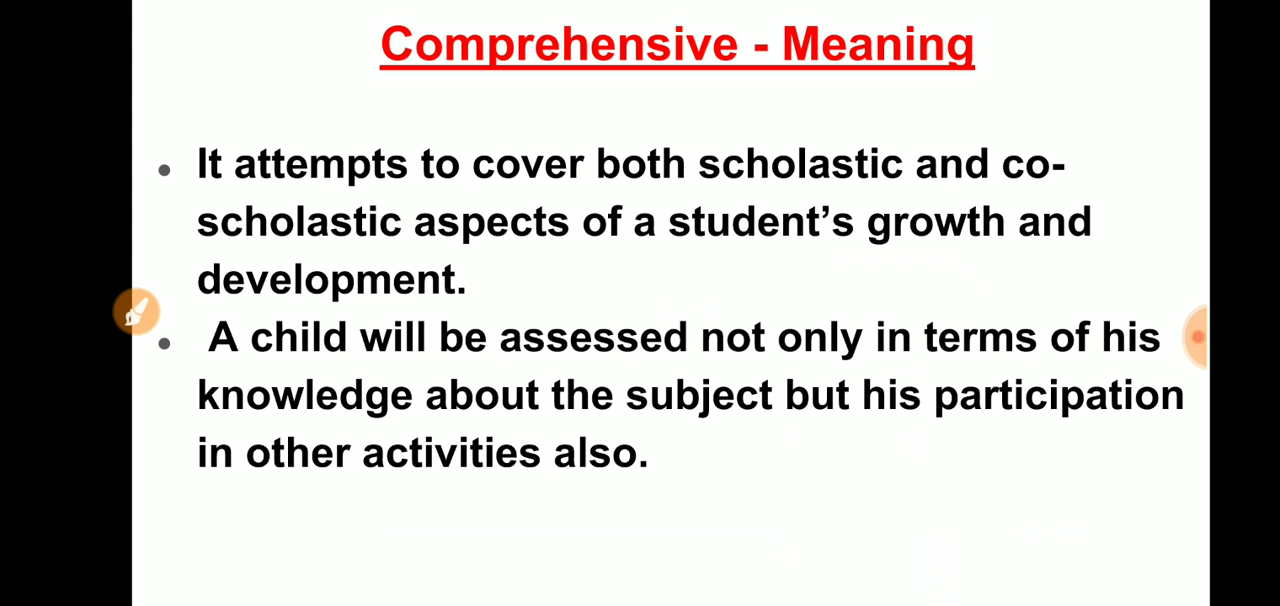 Comprehensive - Meaning
• It attempts to cover both scholastic and co-
scholastic aspects of a student’s growth and
development.
• A child will be assessed not only in terms of his
knowledge about the subject but his participation
in other activities also.